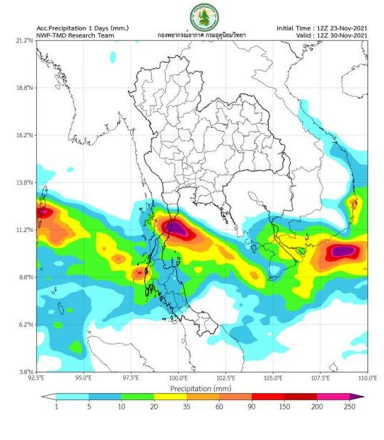 Acc.Precipitation 1 Days (mm.)
NWP-TMD Research Team
กองพยากรณ์อากาศ กรมอุตุนิยมวิทยา
Initial Time : 12Z 23-Nov-2021
Valid : 12Z 30-Nov-2021
21.2°N
16.2°N
13.8°N
11.2°N
8.8°N
6.2°N
3.8°N
92.5°E 95.0°E 97.5°E 100.0°E 102.5°E 105.0°E 107.5°E 110.0°E
Precipitation (mm)
1 5 10 20 35 60 90 150 200 250